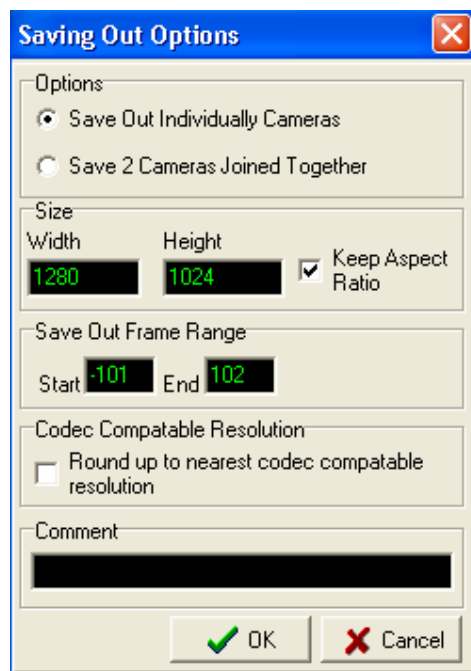 Saving Out Options
Options
Save Out Individually Cameras
Save 2 Cameras Joined Together
Size
Width Height
1280 1024 Keep Aspect
Ratio
Save Out Frame Range
Start -101 End 102
Codec Compatable Resolution
Round up to nearest codec compatable
resolution
Comment
OK Cancel